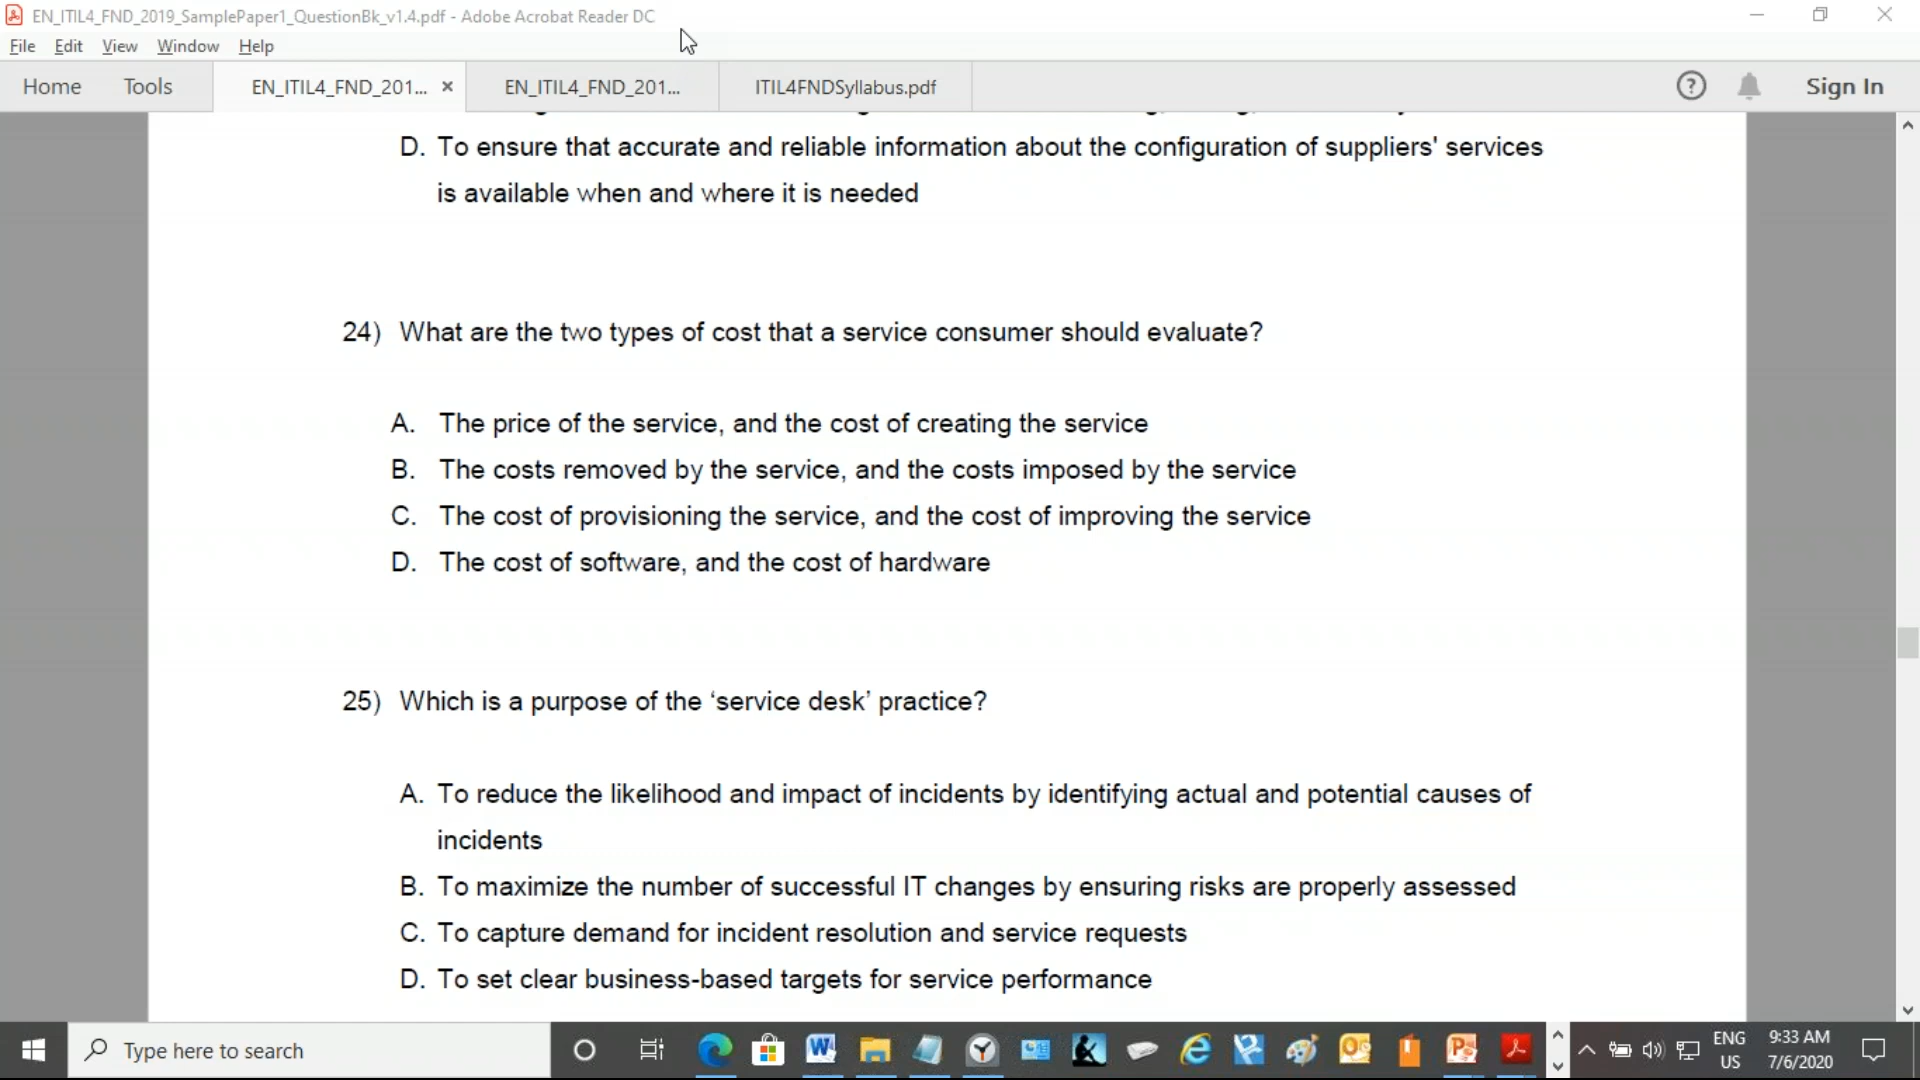 EN_ITIL4_FND_2019_SamplePaper1_QuestionBk_v1.4.pdf - Adobe Acrobat Reader DC
File Edit View Window Help
Home Tools EN_ITIL4_FND_201... × EN_ITIL4_FND_201... ITIL4FNDSyllabus.pdf ? Sign In
D. To ensure that accurate and reliable information about the configuration of suppliers' services
is available when and where it is needed
24) What are the two types of cost that a service consumer should evaluate?
A. The price of the service, and the cost of creating the service
B. The costs removed by the service, and the costs imposed by the service
C. The cost of provisioning the service, and the cost of improving the service
D. The cost of software, and the cost of hardware
25) Which is a purpose of the ‘service desk’ practice?
A. To reduce the likelihood and impact of incidents by identifying actual and potential causes of
incidents
B. To maximize the number of successful IT changes by ensuring risks are properly assessed
C. To capture demand for incident resolution and service requests
D. To set clear business-based targets for service performance
Type here to search
ENG 9:33 AM
US 7/6/2020